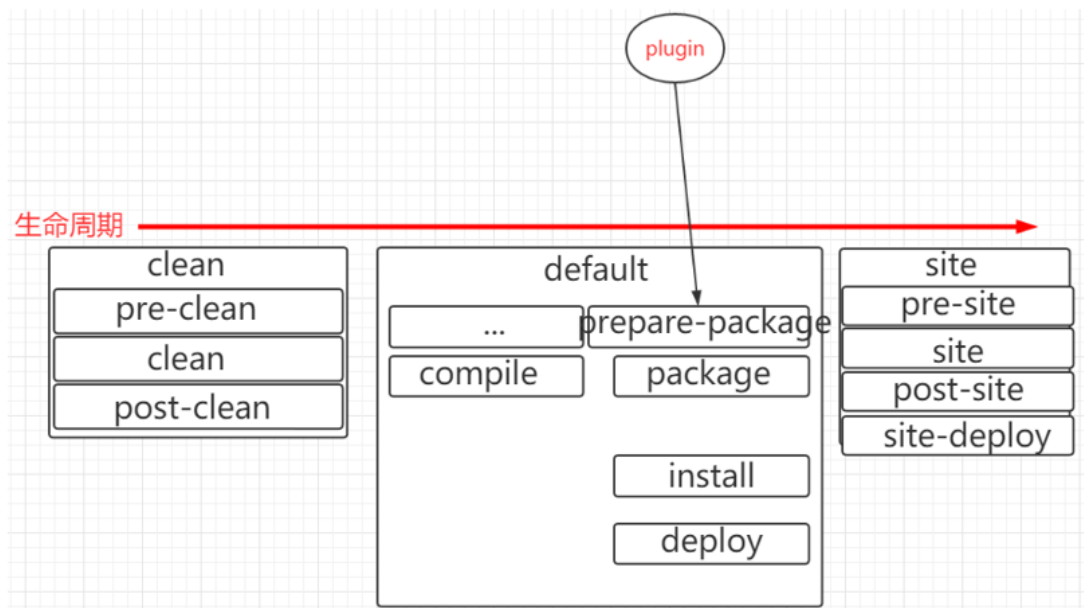 plugin
生命周期
clean
pre-clean
clean
post-clean
default
...
prepare-package
compile
package
install
deploy
site
pre-site
site
post-site
site-deploy